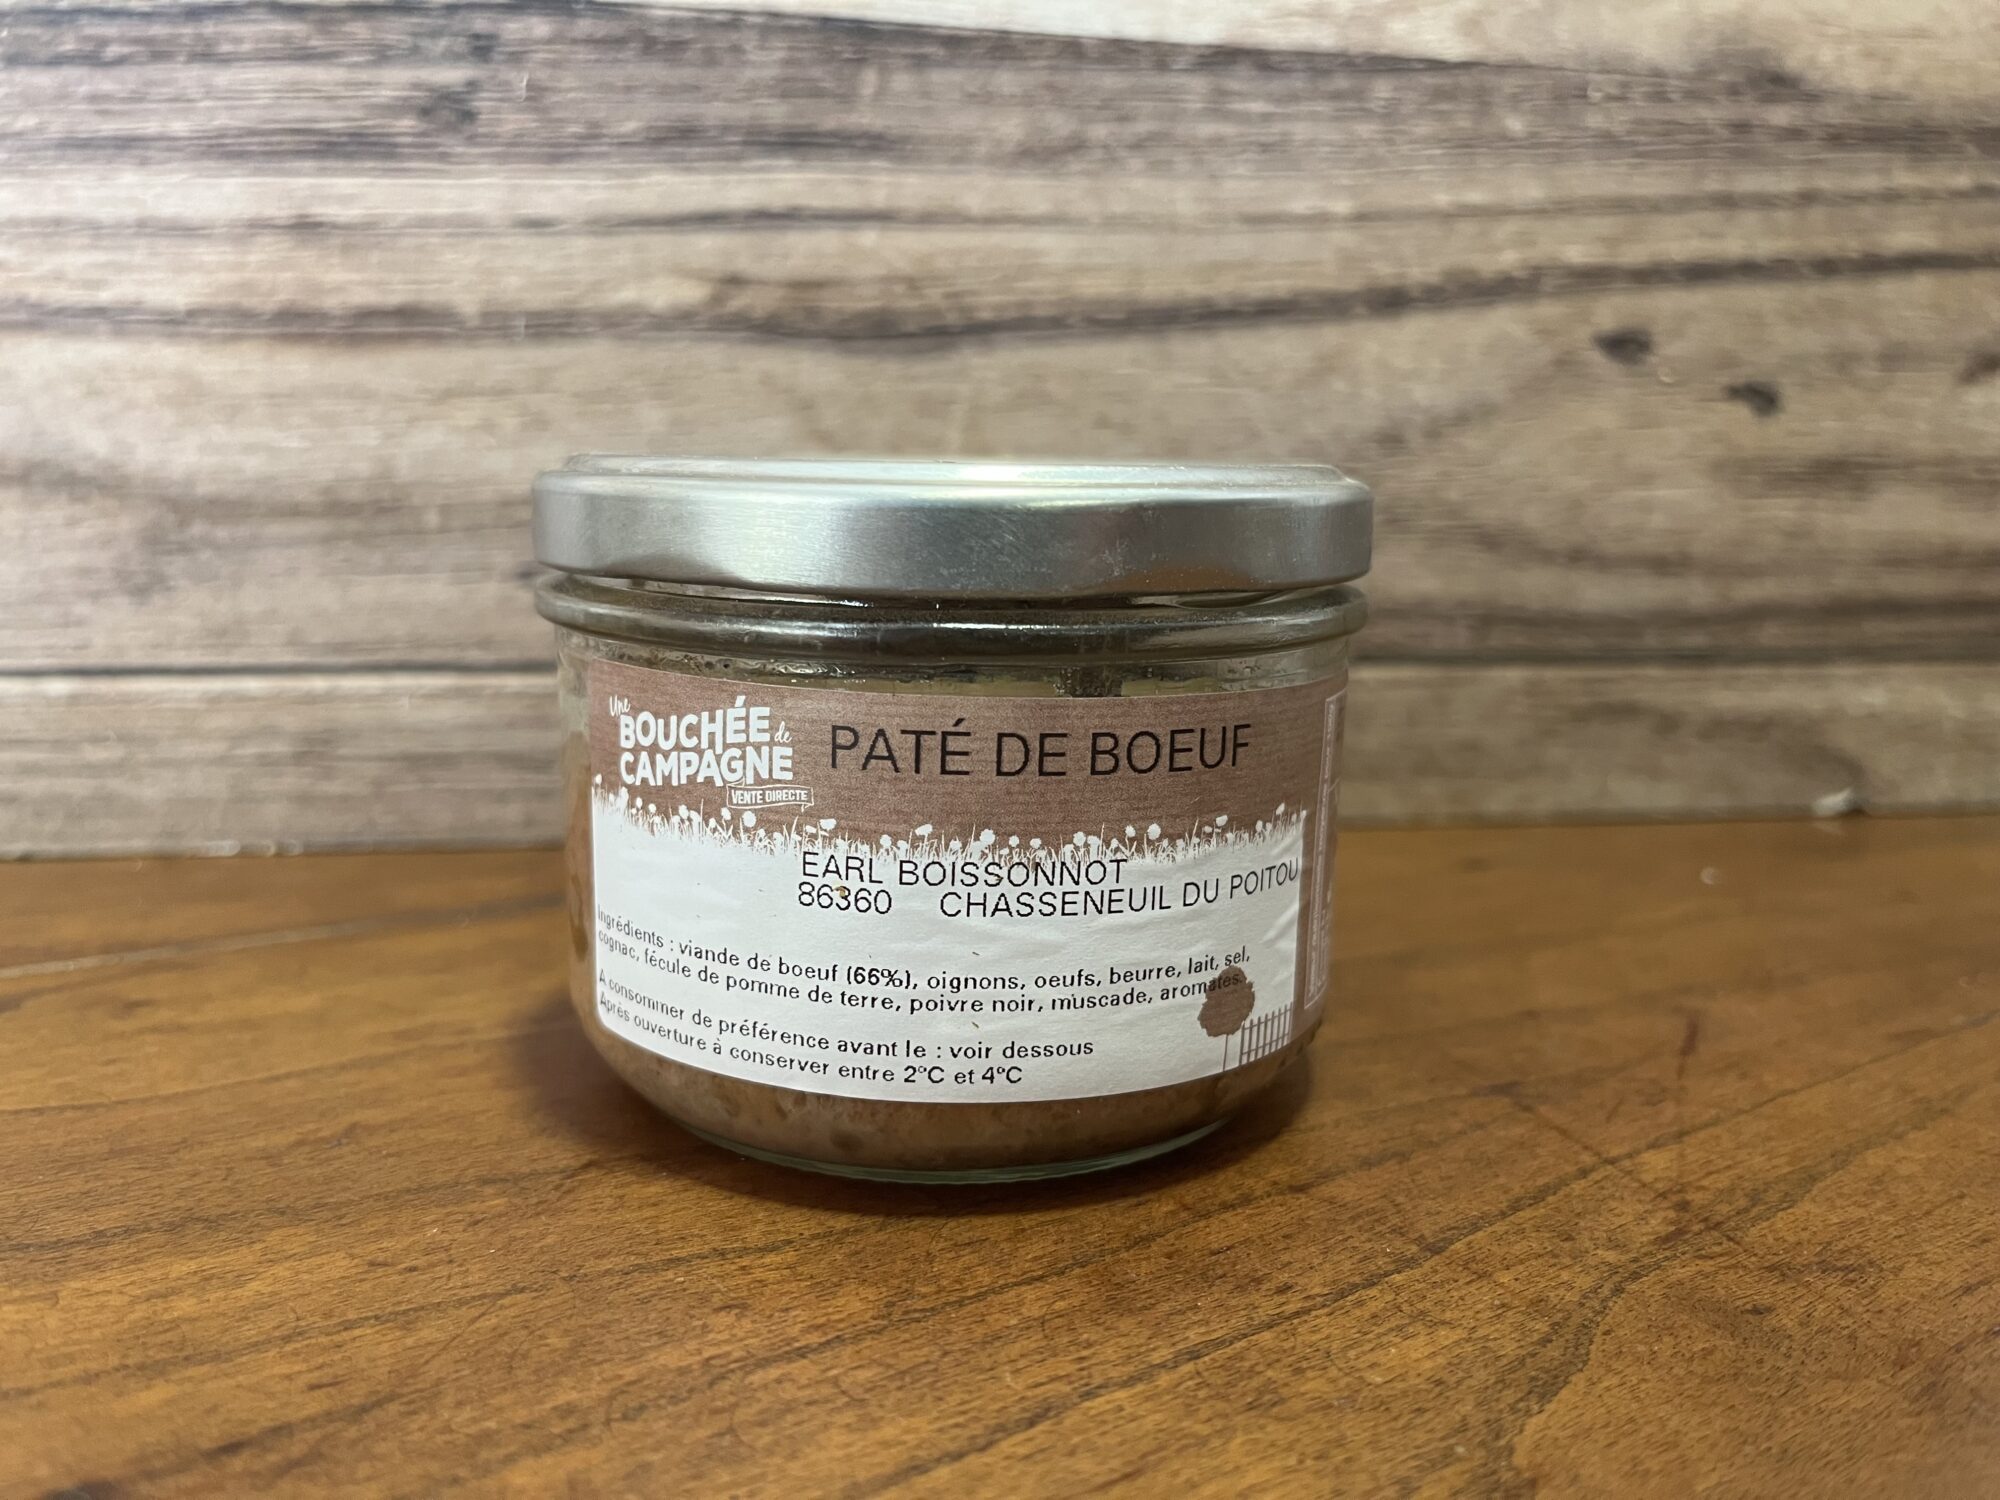 Une
BOUCHÉE de
CAMPAGNE
VENTE DIRECTE
PATÉ DE BOEUF
EARL BOISSONNOT
86360 CHASSENEUIL DU POITOU
Ingrédients : viande de boeuf (66%), oignons, oeufs, beurre, lait, sel,
cognac, fécule de pomme de terre, poivre noir, muscade, aromates.
A consommer de préférence avant le : voir dessous
Après ouverture à conserver entre 2°C et 4°C